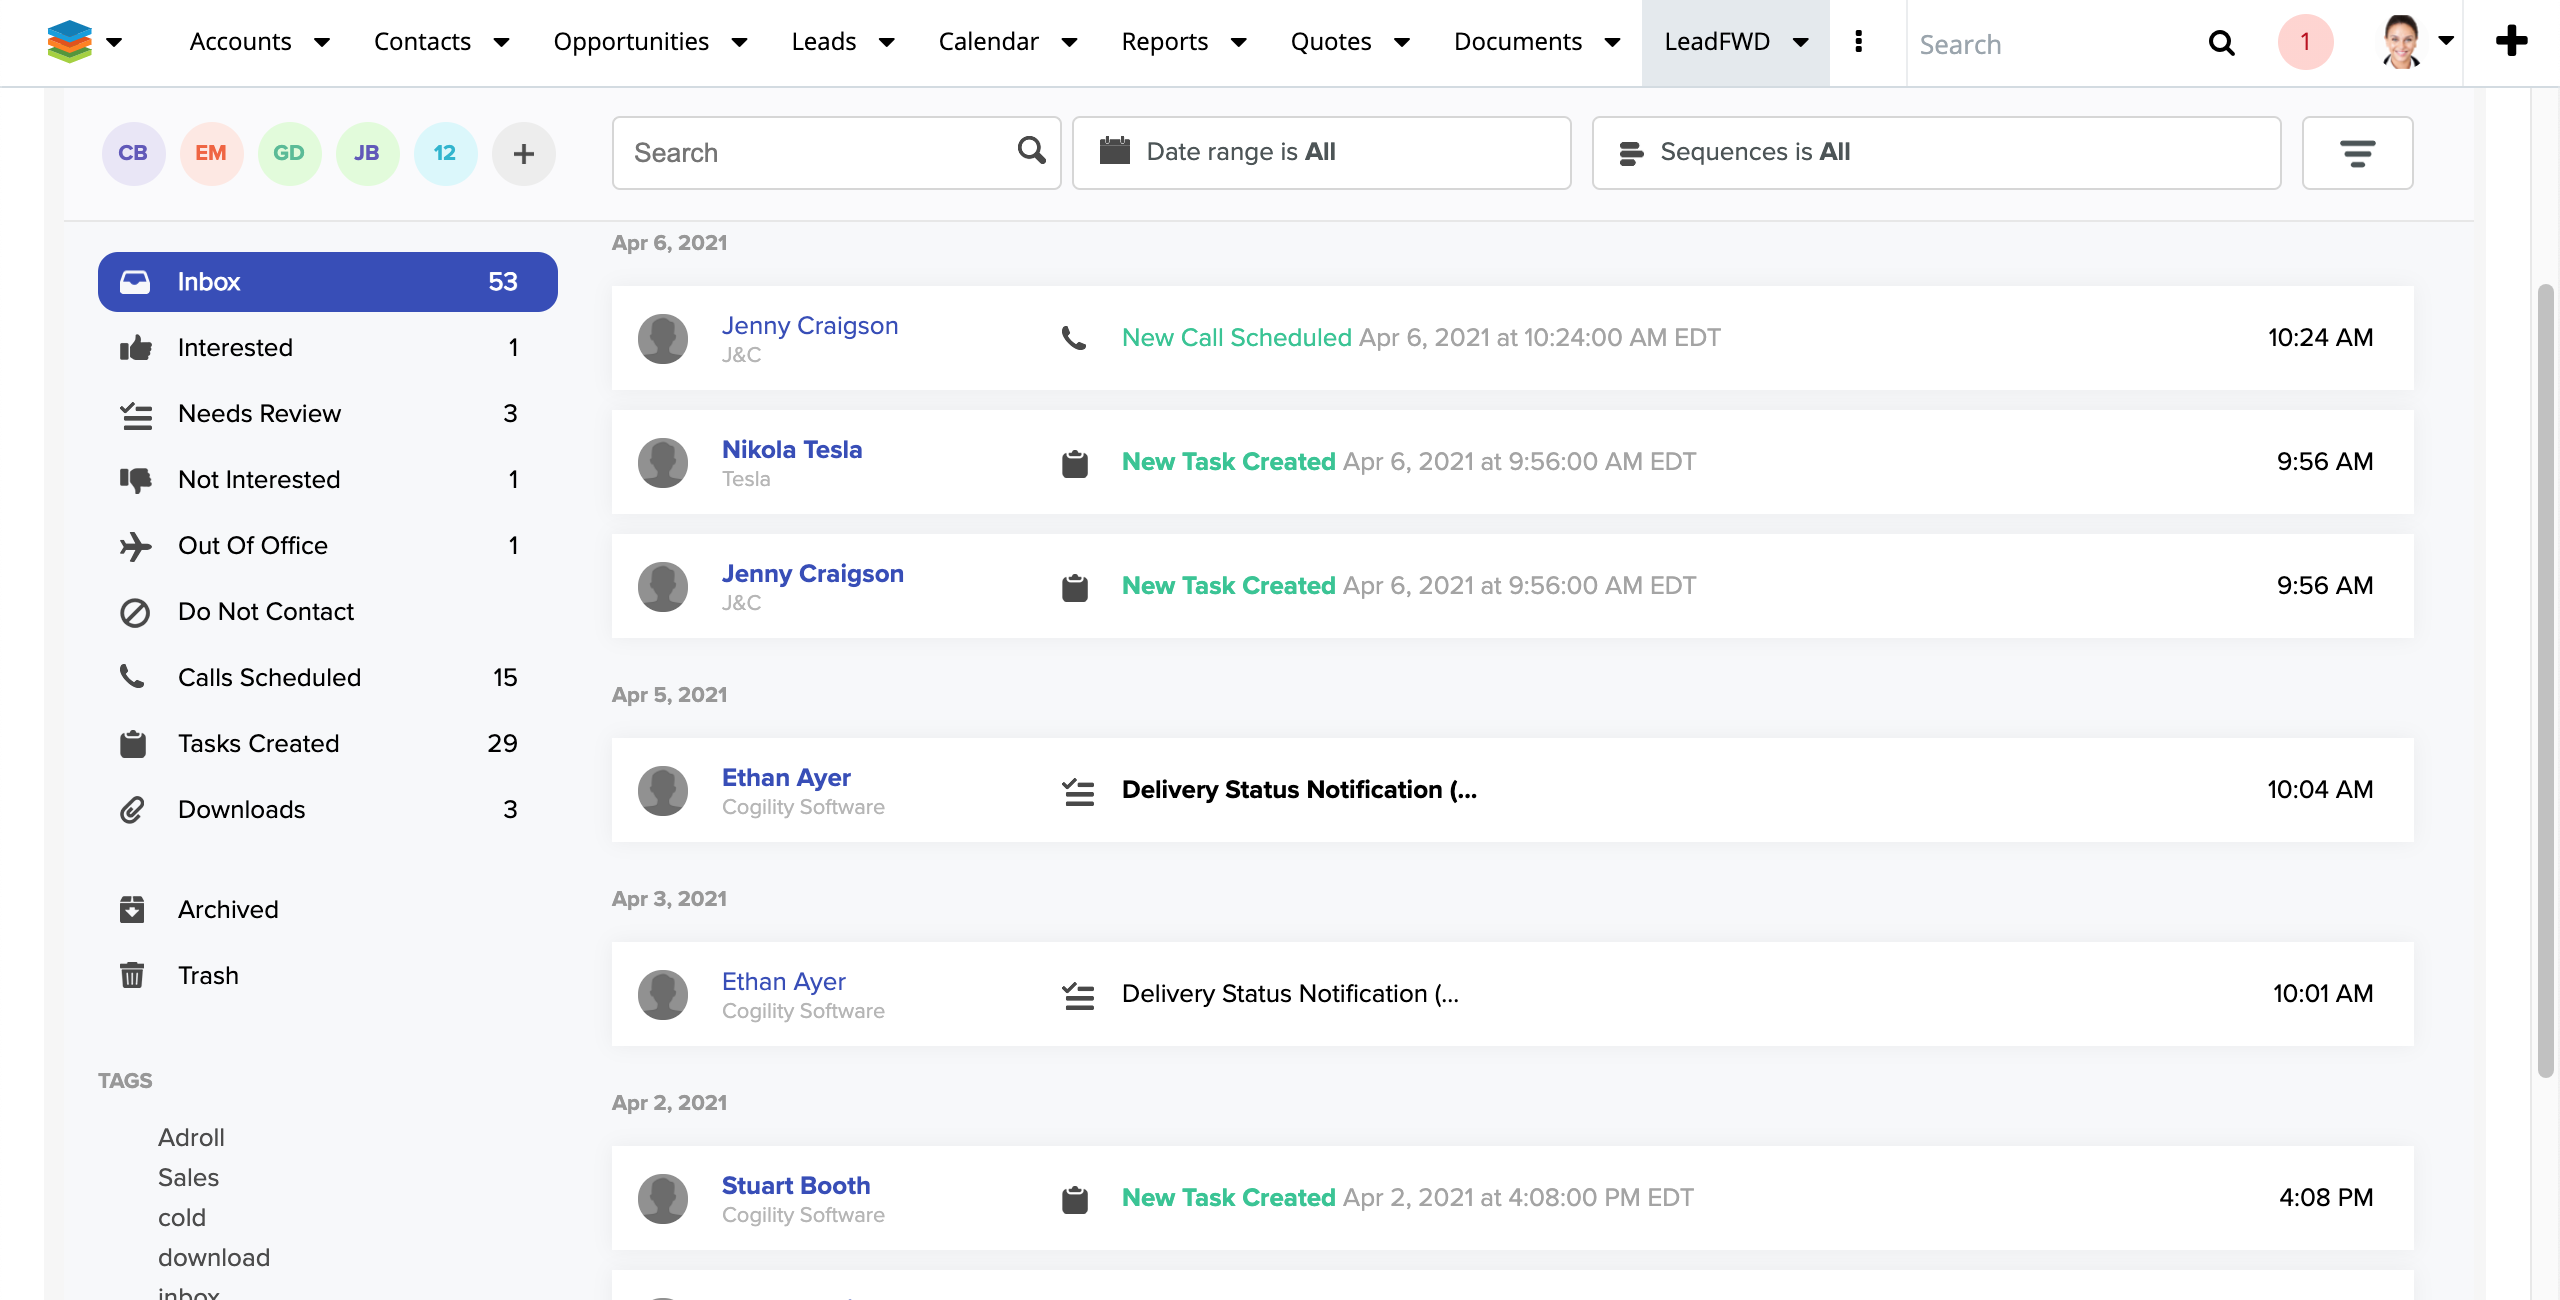 Accounts Contacts Opportunities Leads Calendar Reports Quotes Documents LeadFWD Search 1
CB EM GD JB 12 +
Search Date range is All Sequences is All
Inbox 53
Interested 1
Needs Review 3
Not Interested 1
Out Of Office 1
Do Not Contact
Calls Scheduled 15
Tasks Created 29
Downloads 3
Archived
Trash
TAGS
Adroll
Sales
cold
download
inbox
Apr 6, 2021
Jenny Craigson
J&C
New Call Scheduled Apr 6, 2021 at 10:24:00 AM EDT 10:24 AM
Nikola Tesla
Tesla
New Task Created Apr 6, 2021 at 9:56:00 AM EDT 9:56 AM
Jenny Craigson
J&C
New Task Created Apr 6, 2021 at 9:56:00 AM EDT 9:56 AM
Apr 5, 2021
Ethan Ayer
Cogility Software
Delivery Status Notification (... 10:04 AM
Apr 3, 2021
Ethan Ayer
Cogility Software
Delivery Status Notification (... 10:01 AM
Apr 2, 2021
Stuart Booth
Cogility Software
New Task Created Apr 2, 2021 at 4:08:00 PM EDT 4:08 PM